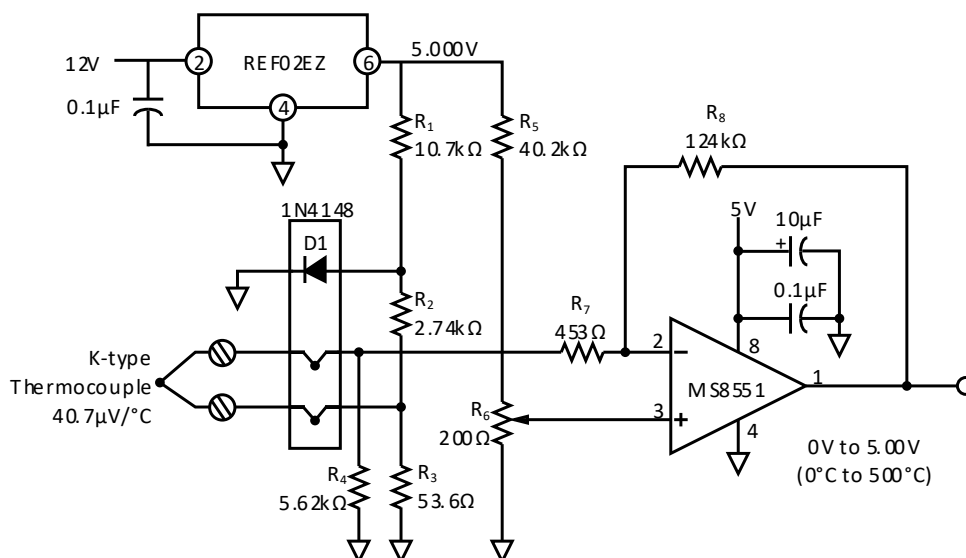 12V
2
REF02EZ
6
5.000V
4
0.1µF
R1
10.7kΩ
R5
40.2kΩ
R8
124kΩ
1N4148
D1
5V
10µF
+
0.1µF
R2
2.74kΩ
R7
453Ω
K-type
Thermocouple
40.7µV/°C
2
−
8
MS8551
1
3
+
4
R6
200Ω
R4
5.62kΩ
R3
53.6Ω
0V to 5.00V
(0°C to 500°C)